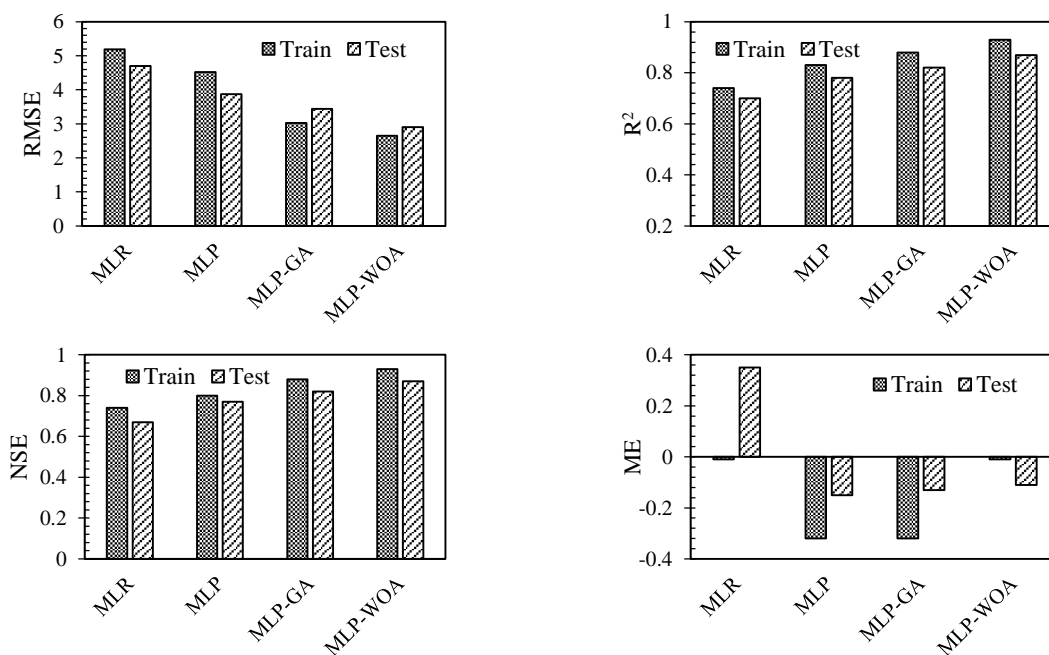 6
5
4
3
2
1
0
RMSE
Train Test
MLR
MLP
MLP-GA
MLP-WOA
1
0.8
0.6
0.4
0.2
R²
Train Test
MLR
MLP
MLP-GA
MLP-WOA
1
0.8
0.6
0.4
0.2
0
NSE
Train Test
MLR
MLP
MLP-GA
MLP-WOA
0.4
0.2
0
-0.2
-0.4
ME
Train Test
MLR
MLP
MLP-GA
MLP-WOA